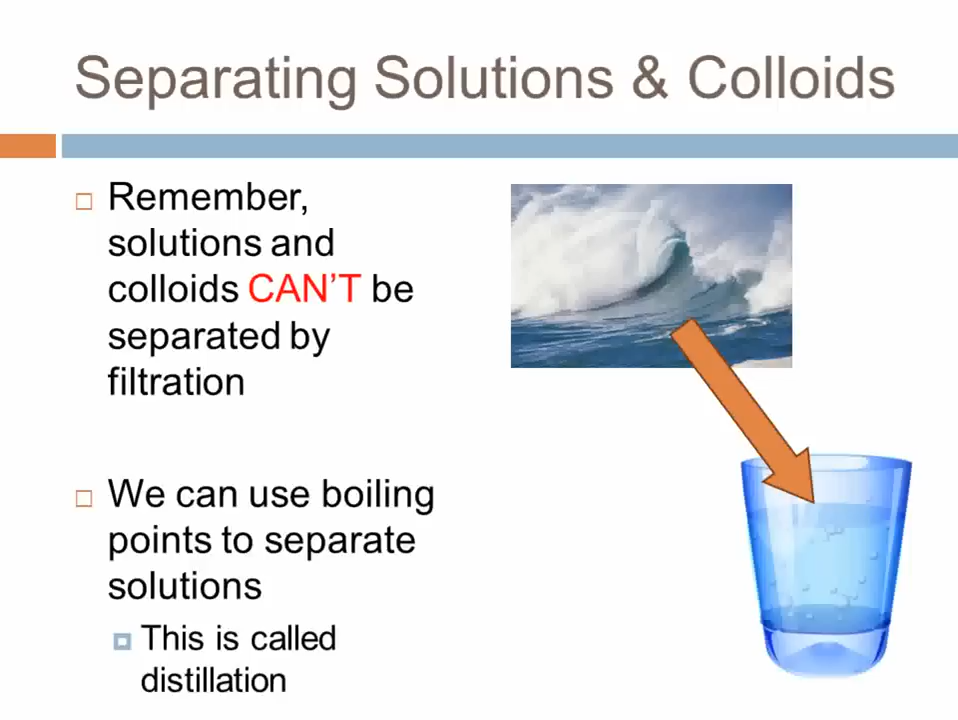 Separating Solutions & Colloids
Remember,
solutions and
colloids CAN’T be
separated by
filtration
We can use boiling
points to separate
solutions
This is called
distillation